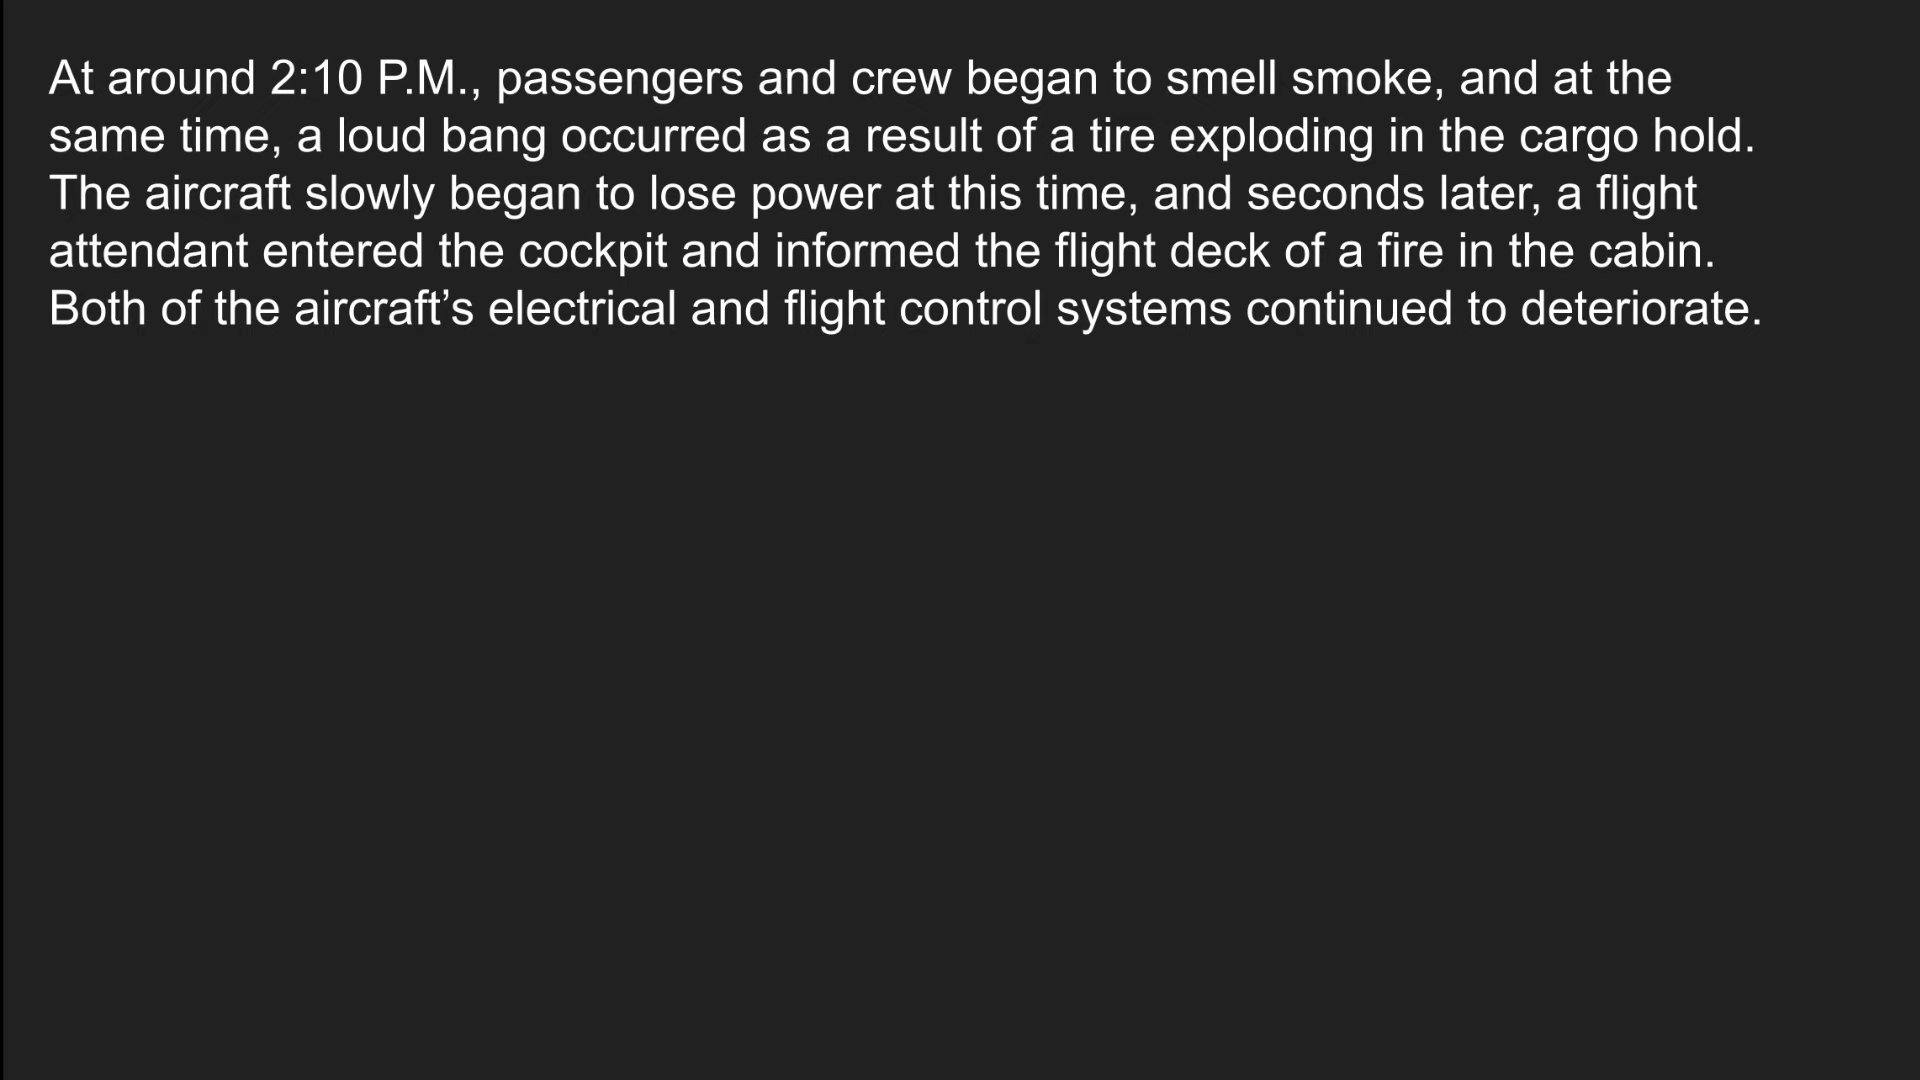 At around 2:10 P.M., passengers and crew began to smell smoke, and at the
same time, a loud bang occurred as a result of a tire exploding in the cargo hold.
The aircraft slowly began to lose power at this time, and seconds later, a flight
attendant entered the cockpit and informed the flight deck of a fire in the cabin.
Both of the aircraft’s electrical and flight control systems continued to deteriorate.